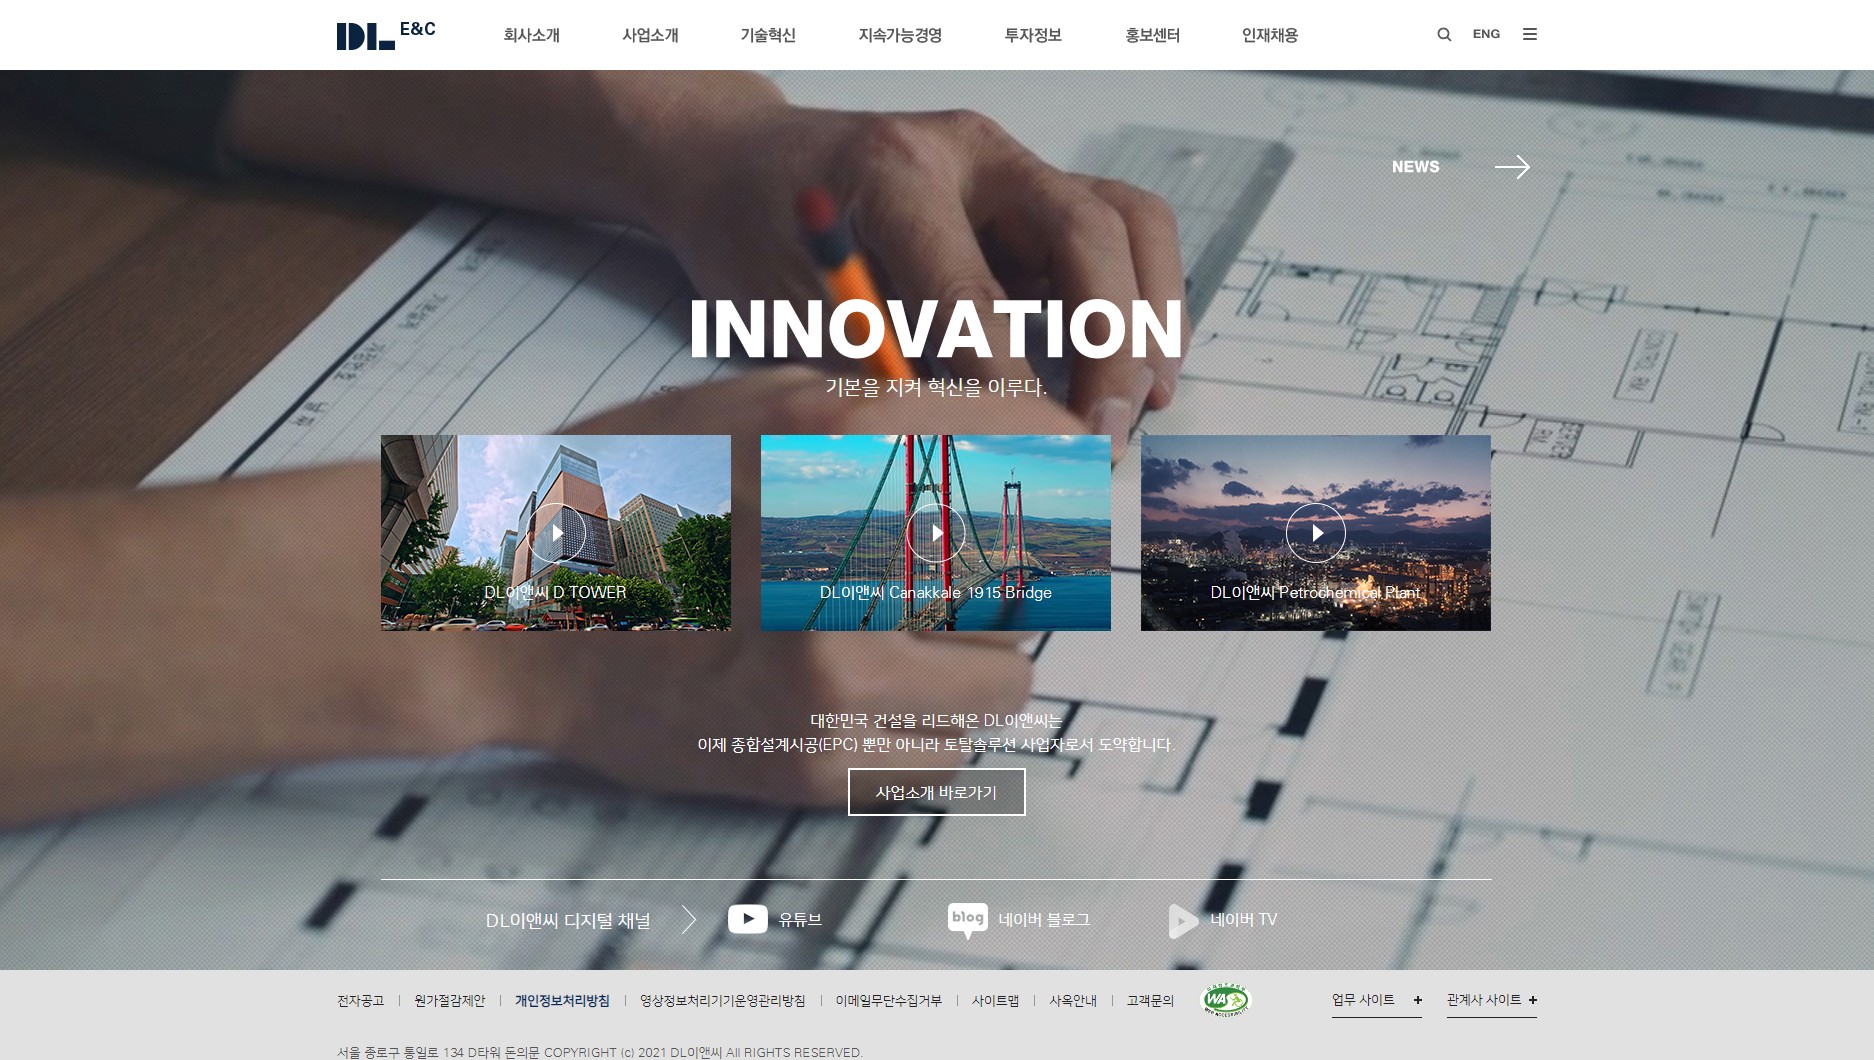 DL E&C
회사소개 사업소개 기술혁신 지속가능경영 투자정보 홍보센터 인재채용 ENG
NEWS
INNOVATION
기본을 지켜 혁신을 이루다.
DL이앤씨 D TOWER
DL이앤씨 Canakkale 1915 Bridge
DL이앤씨 Petrochemical Plant
대한민국 건설을 리드해온 DL이앤씨는
이제 종합설계시공(EPC) 뿐만 아니라 토탈솔루션 사업자로서 도약합니다.
사업소개 바로가기
DL이앤씨 디지털 채널
유튜브
blog 네이버 블로그
네이버 TV
전자공고 원가절감제안 개인정보처리방침 영상정보처리기기운영관리방침 이메일무단수집거부 사이트맵 사옥안내 고객문의
WA
업무 사이트 +
관계사 사이트 +
서울 종로구 통일로 134 D타워 돈의문 COPYRIGHT (c) 2021 DL이앤씨 All RIGHTS RESERVED.